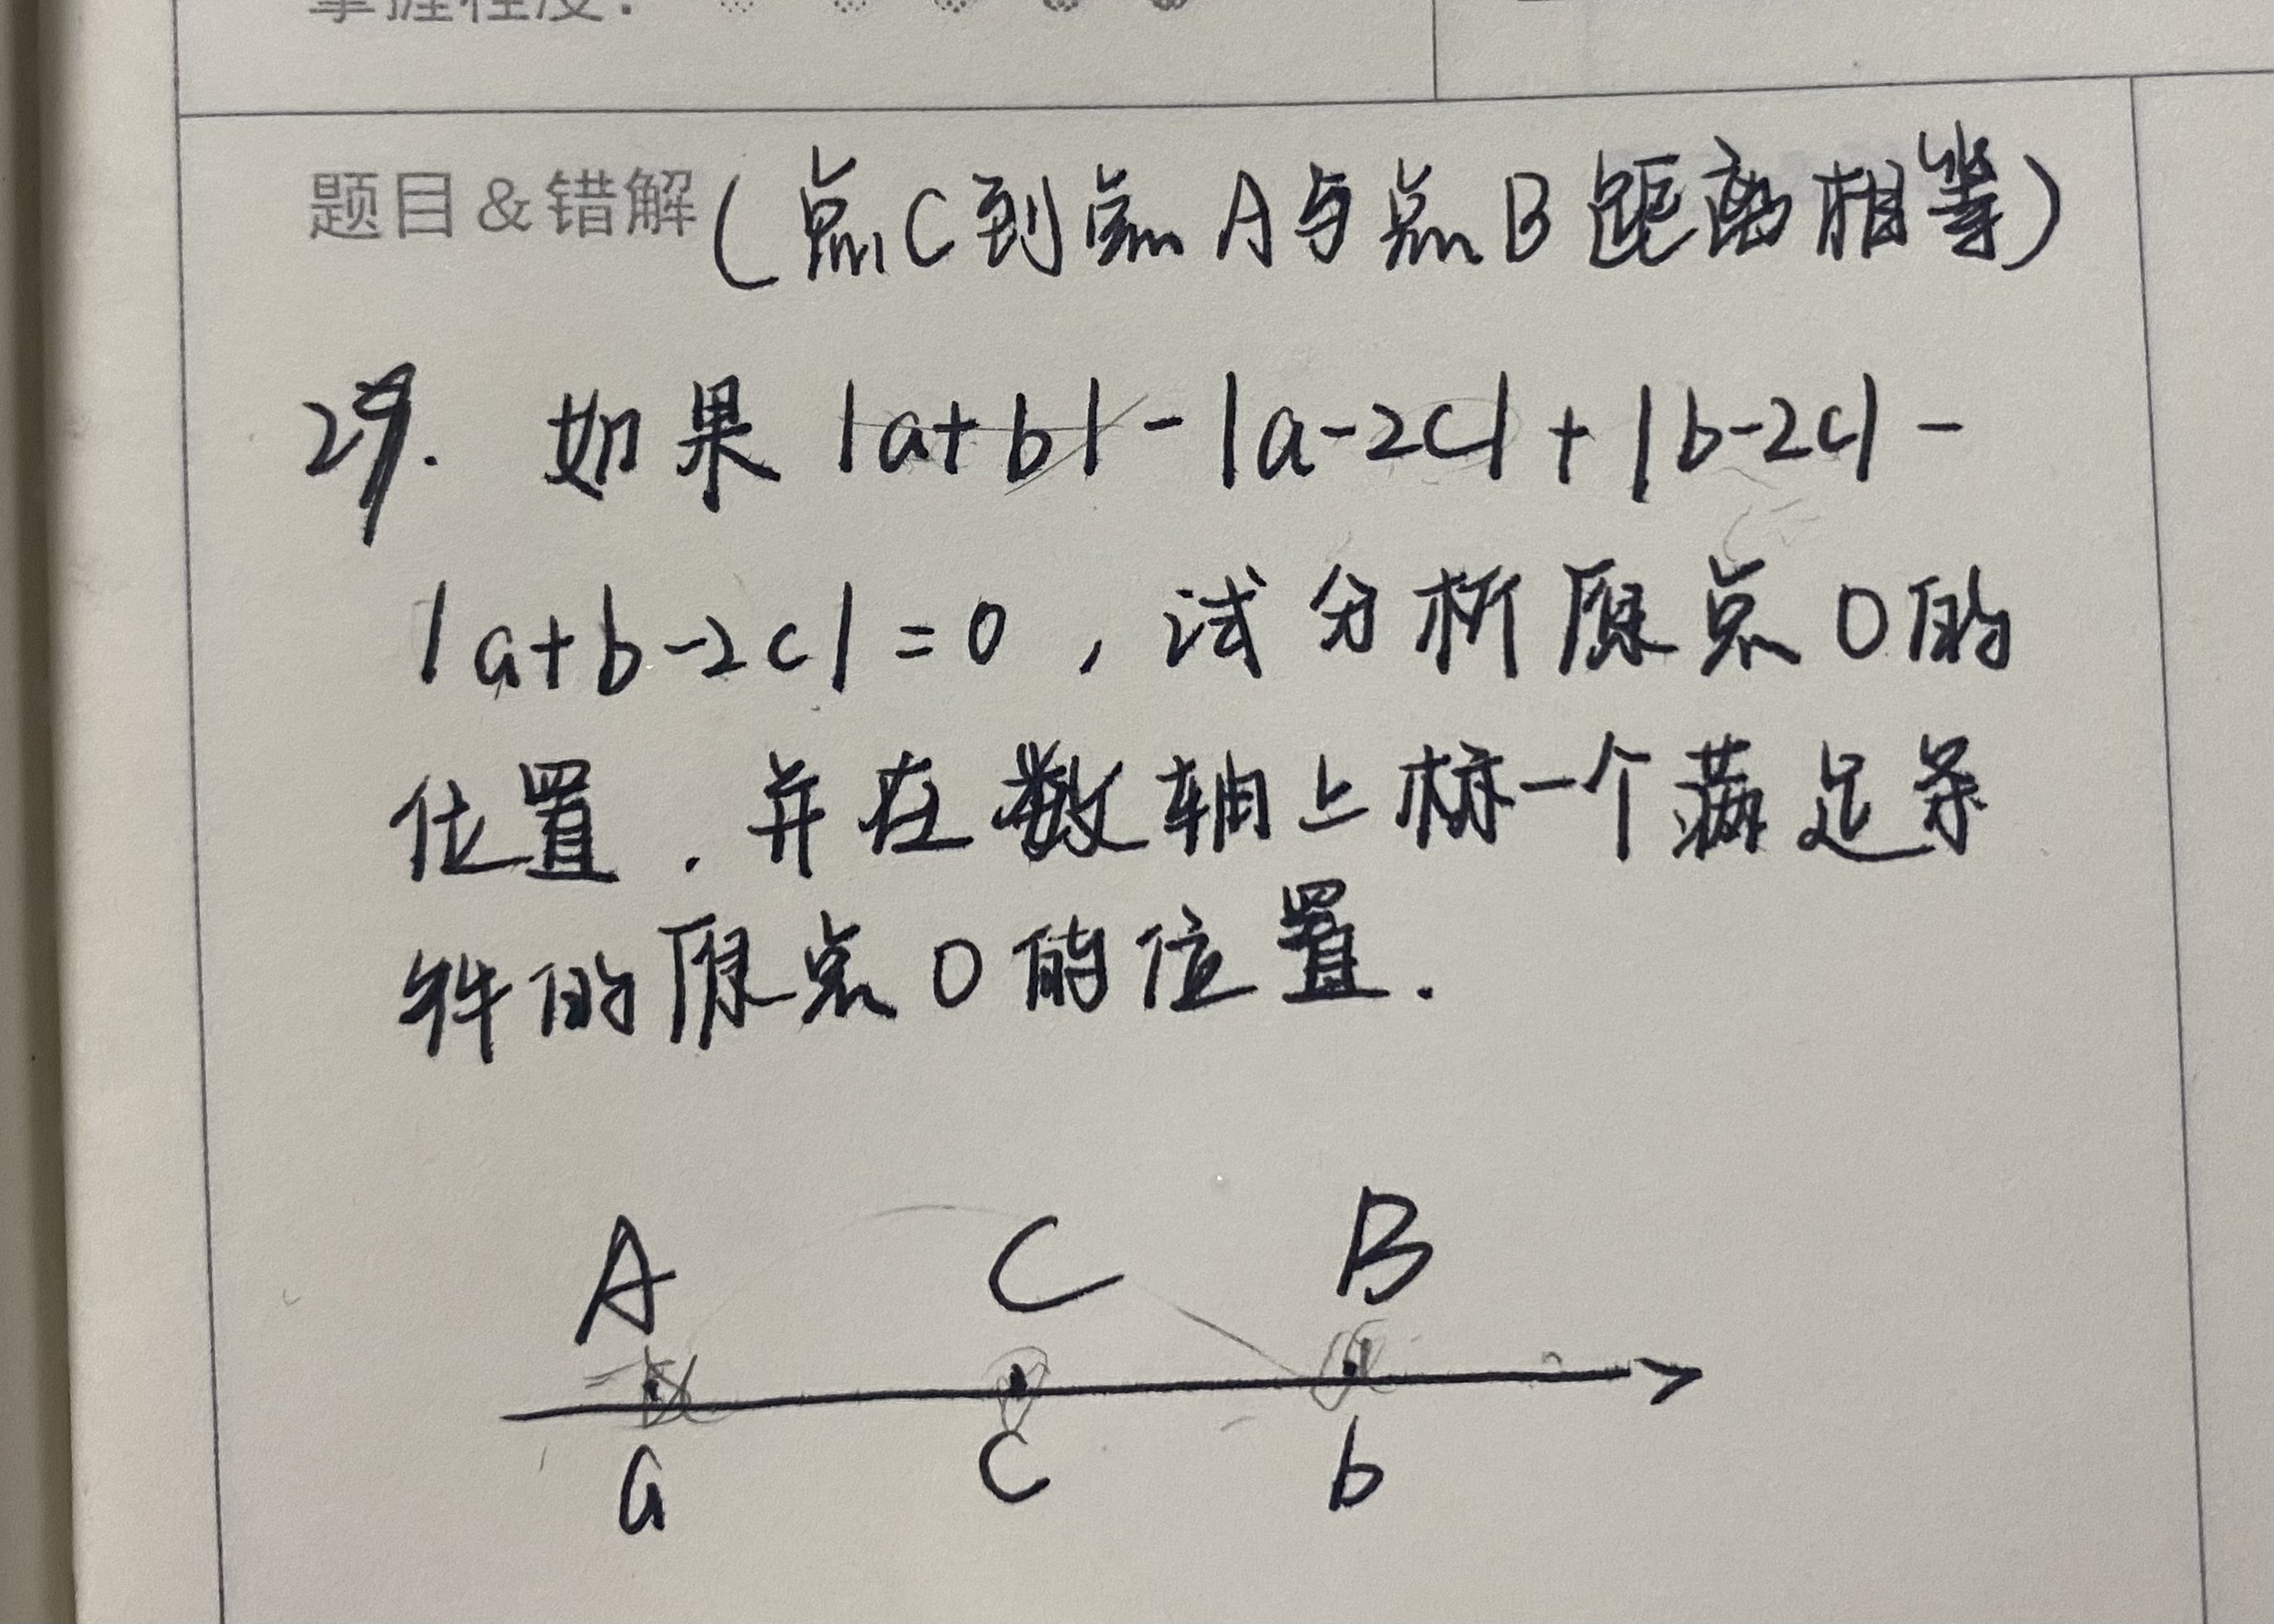 掌握程度:
题目&错解(点C到点A与点B距离相等)
29. 如果 |a+b|-|a-2c|+|b-2c|-
|a+b-2c|=0,试分析原点O的
位置.并在数轴上标一个满足条
件的原点O的位置.
A C B
a c b